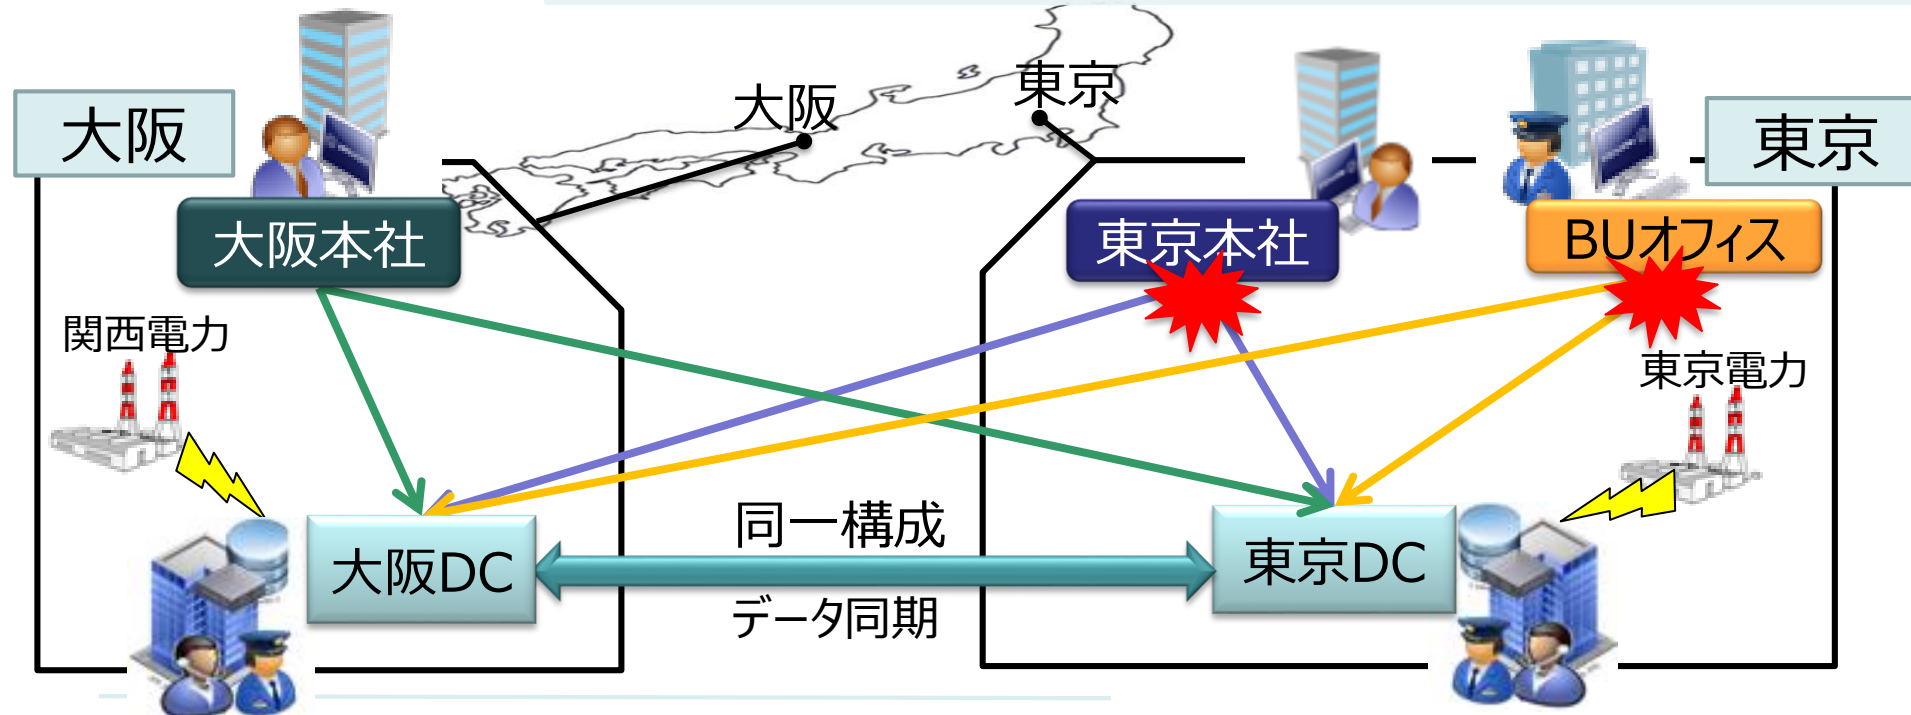 大阪
東京
大阪
東京
大阪本社
東京本社
BUオフィス
関西電力
東京電力
同一構成
大阪DC
東京DC
データ同期